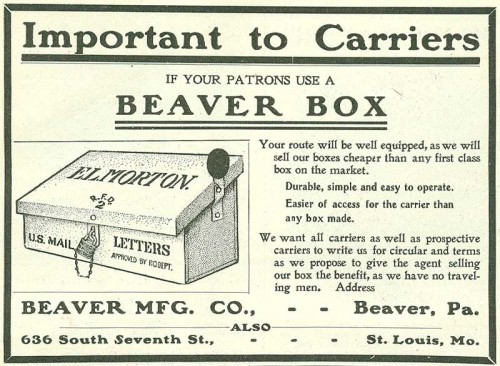 Important to Carriers
IF YOUR PATRONS USE A
BEAVER BOX
ELMORTON.
R.F.D
2
U.S. MAIL
LETTERS
APPROVED BY P.O.DEPT.
Your route will be well equipped, as we will
sell our boxes cheaper than any first class
box on the market.
Durable, simple and easy to operate.
Easier of access for the carrier than
any box made.
We want all carriers as well as prospective
carriers to write us for circular and terms
as we propose to give the agent selling
our box the benefit, as we have no travel-
ing men. Address
BEAVER MFG. CO., - - Beaver, Pa.
ALSO
636 South Seventh St., - - - St. Louis, Mo.